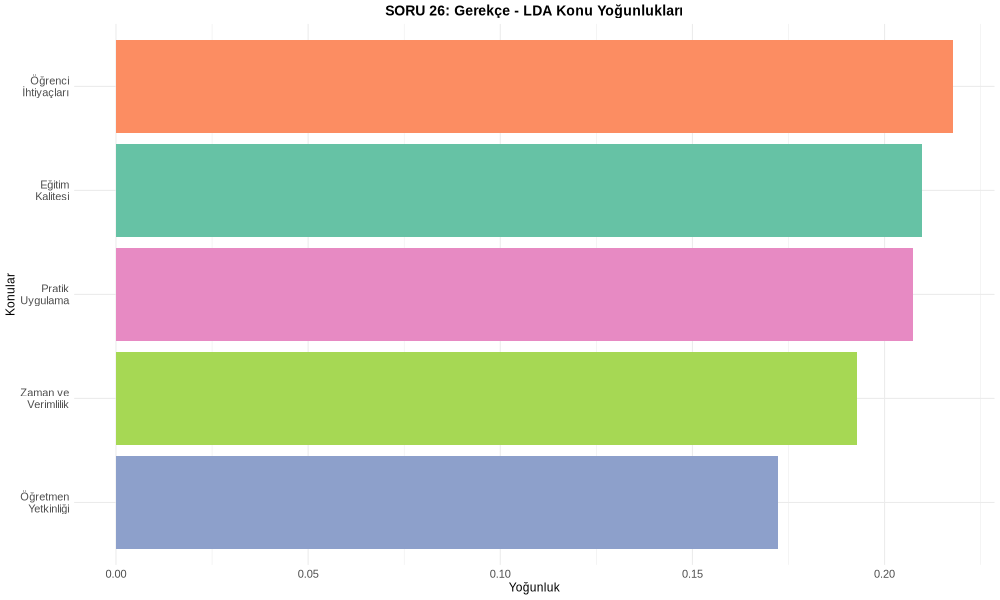 SORU 26: Gerekçe - LDA Konu Yoğunlukları
Konular
Öğrenci
İhtiyaçları
Eğitim
Kalitesi
Pratik
Uygulama
Zaman ve
Verimlilik
Öğretmen
Yetkinliği
0.00
0.05
0.10
0.15
0.20
Yoğunluk